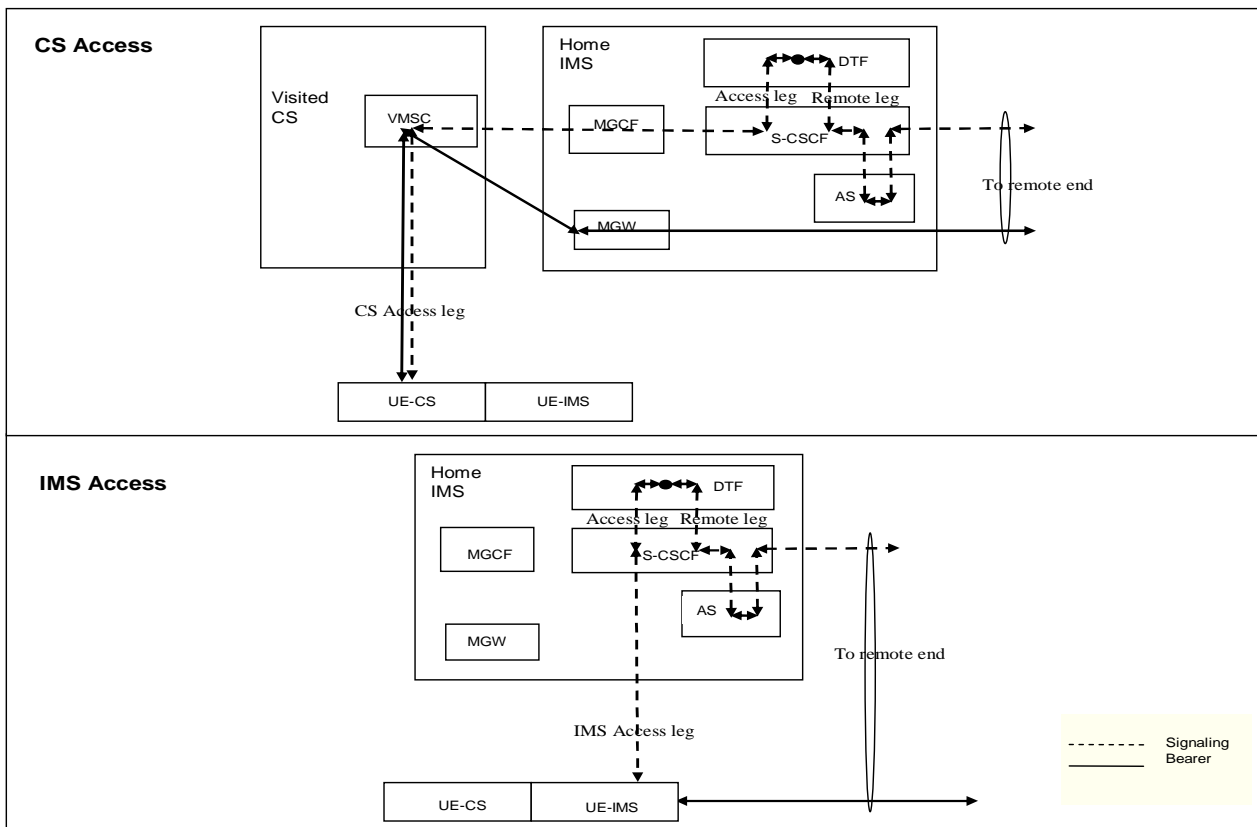 CS Access
Visited
CS
VMSC
Home
IMS
DTF
Access leg
Remote leg
MGCF
S-CSCF
AS
To remote end
MGW
CS Access leg
UE-CS
UE-IMS
IMS Access
Home
IMS
DTF
Access leg
Remote leg
MGCF
S-CSCF
AS
MGW
To remote end
IMS Access leg
Signaling
Bearer
UE-CS
UE-IMS